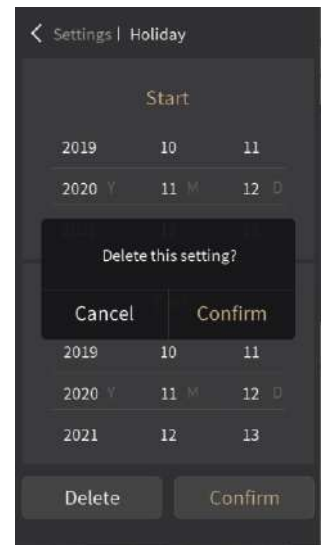 Settings | Holiday
Start
2019 10 11
2020 Y 11 M 12 D
Delete this setting?
Cancel Confirm
2019 10 11
2020 Y 11 M 12 D
2021 12 13
Delete Confirm